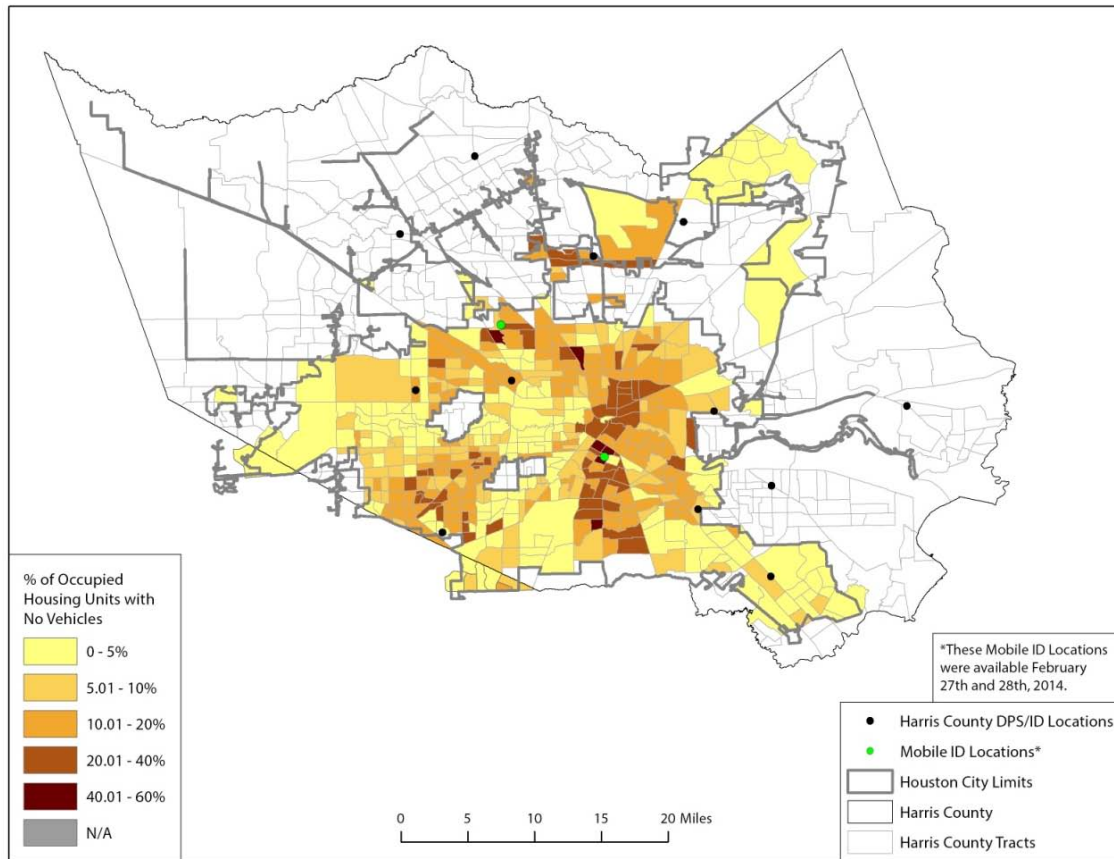 % of Occupied
Housing Units with
No Vehicles
0 - 5%
5.01 - 10%
10.01 - 20%
20.01 - 40%
40.01 - 60%
N/A
0 5 10 15 20 Miles
*These Mobile ID Locations
were available February
27th and 28th, 2014.
Harris County DPS/ID Locations
Mobile ID Locations*
Houston City Limits
Harris County
Harris County Tracts